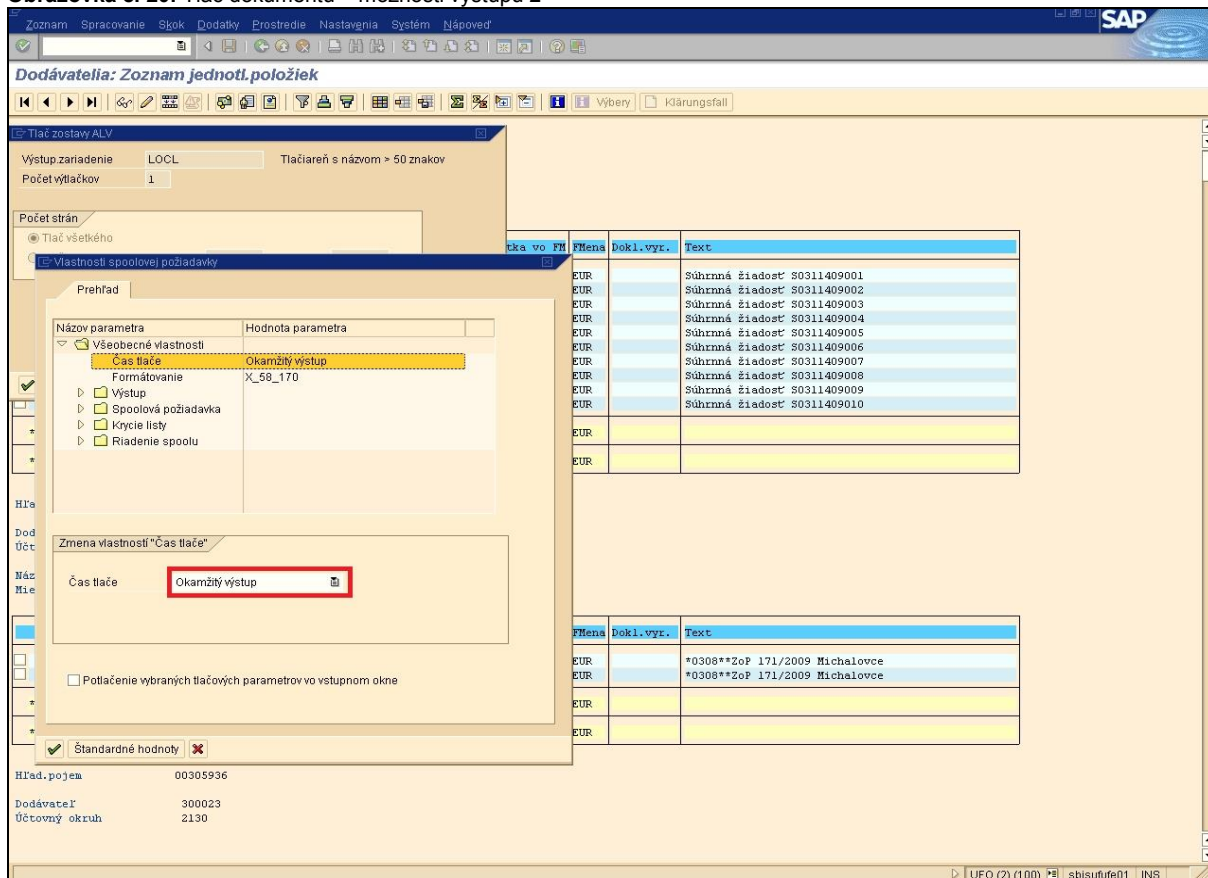 Obrazovka č. 20: Tlač dokumentu – možnosti výstupu 2
Zoznam Spracovanie Skok Dodatky Prostredie Nastavgnia Systém Nápoveď
SAP
Dodávatelia: Zoznam jednotl.položiek
Výbery Klärungsfall
Tlač zostavy ALV
Výstup.zariadenie LOCL Tlačiareň s názvom > 50 znakov
Počet výtlačkov 1
Počet strán
Tlač všetkého
tka vo FM FMena Dokl.vyr. Text
Vlastnosti spoolovej požiadavky
Prehľad
Názov parametra Hodnota parametra
Všeobecné vlastnosti
Čas tlače Okamžitý výstup
Formátovanie X_58_170
Výstup
Spoolová požiadavka
Krycie listy
Riadenie spoolu
EUR Súhrnná žiadosť S0311409001
EUR Súhrnná žiadosť S0311409002
EUR Súhrnná žiadosť S0311409003
EUR Súhrnná žiadosť S0311409004
EUR Súhrnná žiadosť S0311409005
EUR Súhrnná žiadosť S0311409006
EUR Súhrnná žiadosť S0311409007
EUR Súhrnná žiadosť S0311409008
EUR Súhrnná žiadosť S0311409009
EUR Súhrnná žiadosť S0311409010
* EUR
* EUR
Hľa
Dod
Účt
Náz
Mie
Zmena vlastností "Čas tlače"
Čas tlače Okamžitý výstup
FMena Dokl.vyr. Text
EUR *0308**ZoP 171/2009 Michalovce
EUR *0308**ZoP 171/2009 Michalovce
* EUR
* EUR
Potlačenie vybraných tlačových parametrov vo vstupnom okne
Štandardné hodnoty
Hľad.pojem 00305936
Dodávateľ 300023
Účtovný okruh 2130
UFO (2) (100) sbisufufe01 INS